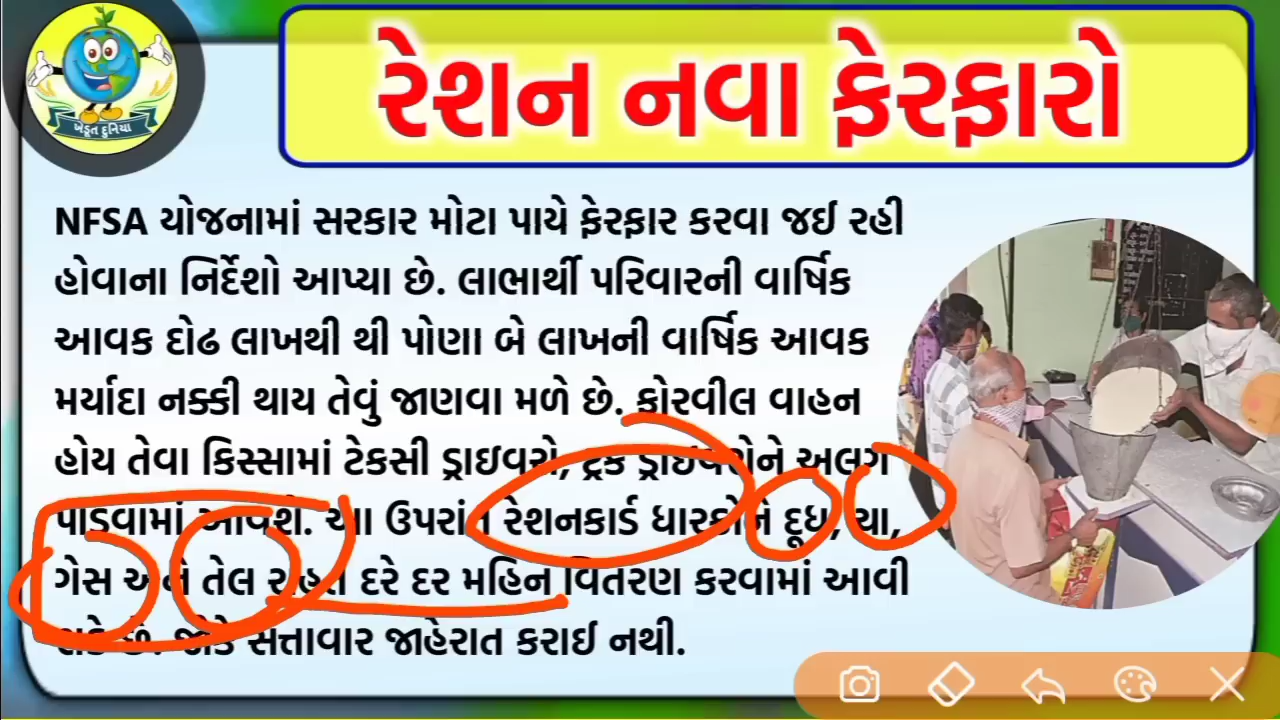 ખેડૂત દુનિયા
રેશન નવા ફેરફારો
NFSA યોજનામાં સરકાર મોટા પાયે ફેરફાર કરવા જઈ રહી
હોવાના નિર્દેશો આપ્યા છે. લાભાર્થી પરિવારની વાર્ષિક
આવક દોઢ લાખથી થી પોણા બે લાખની વાર્ષિક આવક
મર્યાદા નક્કી થાય તેવું જાણવા મળે છે. ફોરવીલ વાહન
હોય તેવા કિસ્સામાં ટેકસી ડ્રાઇવરો, ટ્રક ડ્રાઇવરોને અલગ
પાડવામાં આવશે. આ ઉપરાંત રેશનકાર્ડ ધારકોને દૂધ, ચા,
ગેસ અને તેલ રાહત દરે દર મહિને વિતરણ કરવામાં આવી
શકે છે. જોકે સત્તાવાર જાહેરાત કરાઈ નથી.